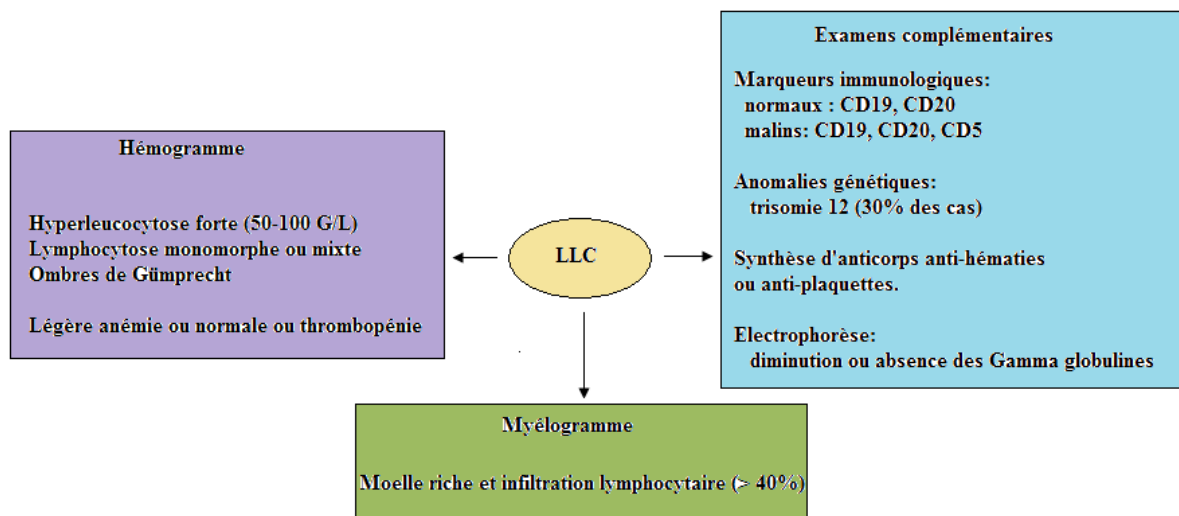 Hémogramme
Hyperleucocytose forte (50-100 G/L)
Lymphocytose monomorphe ou mixte
Ombres de Gümprecht
Légère anémie ou normale ou thrombopénie
LLC
Examens complémentaires
Marqueurs immunologiques:
normaux : CD19, CD20
malins: CD19, CD20, CD5
Anomalies génétiques:
trisomie 12 (30% des cas)
Synthèse d'anticorps anti-hématies
ou anti-plaquettes.
Electrophorèse:
diminution ou absence des Gamma globulines
Myélogramme
Moelle riche et infiltration lymphocytaire (> 40%)